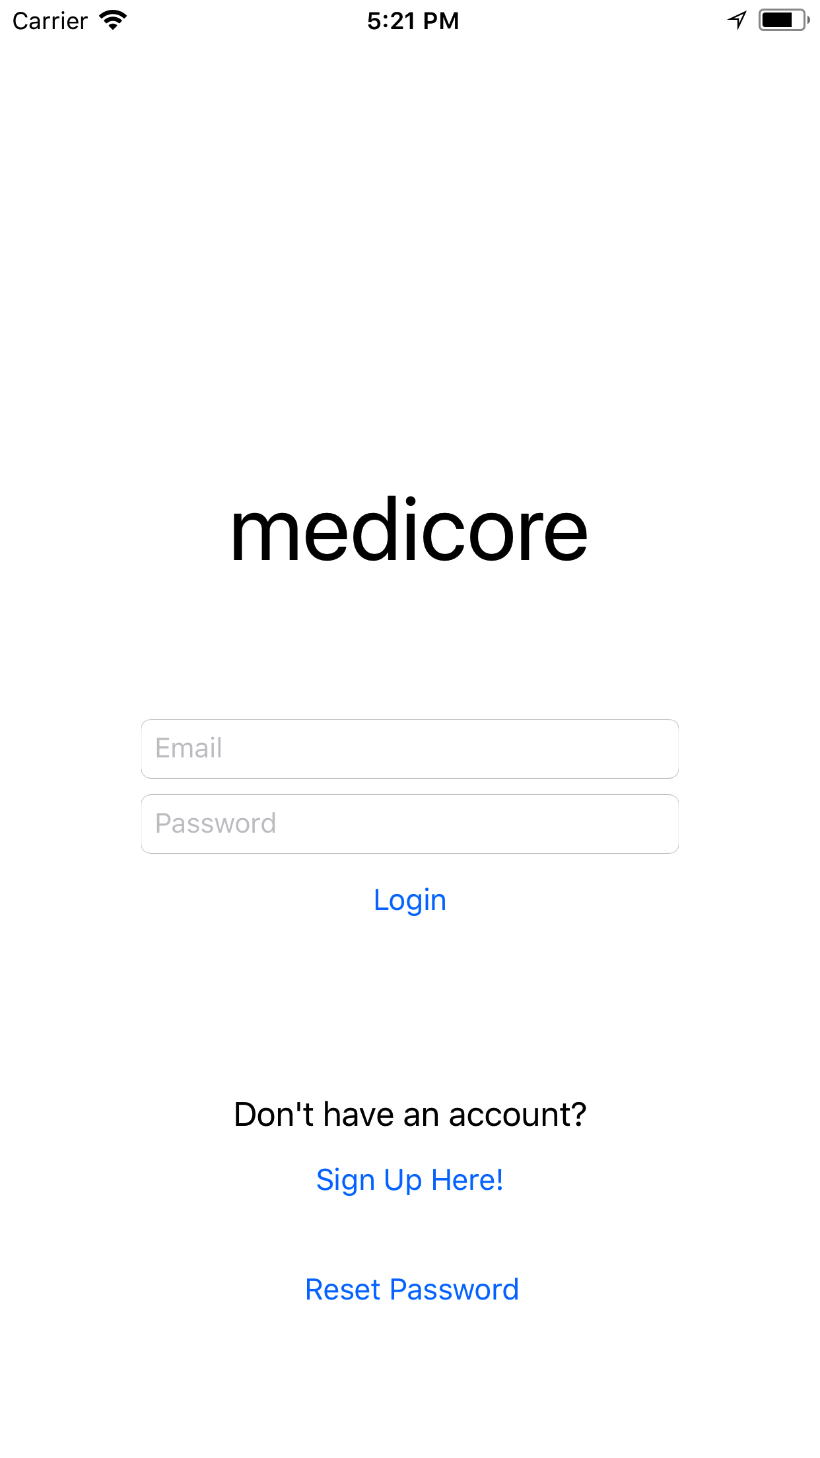 Carrier 5:21 PM
medicore
Email
Password
Login
Don't have an account?
Sign Up Here!
Reset Password